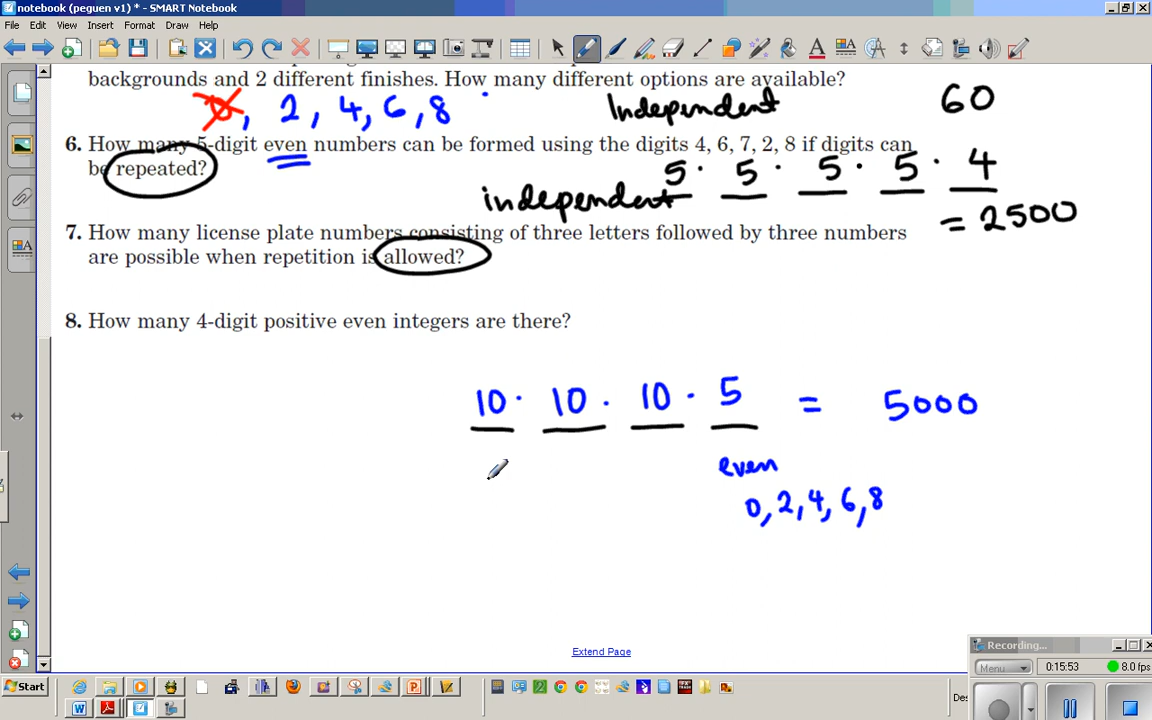 notebook (peguen v1) * - SMART Notebook
File Edit View Insert Format Tools Draw Help
backgrounds and 2 different finishes. How many different options are available?
0, 2, 4, 6, 8
Independent
60
6. How many 5-digit even numbers can be formed using the digits 4, 6, 7, 2, 8 if digits can
be repeated?
independent
5 · 5 · 5 · 5 · 4
= 2500
7. How many license plate numbers consisting of three letters followed by three numbers
are possible when repetition is allowed?
8. How many 4-digit positive even integers are there?
10 · 10 · 10 · 5 = 5000
even
0, 2, 4, 6, 8
Extend Page
Recording...
Menu
0:15:53
8.0 fps
Start
Des